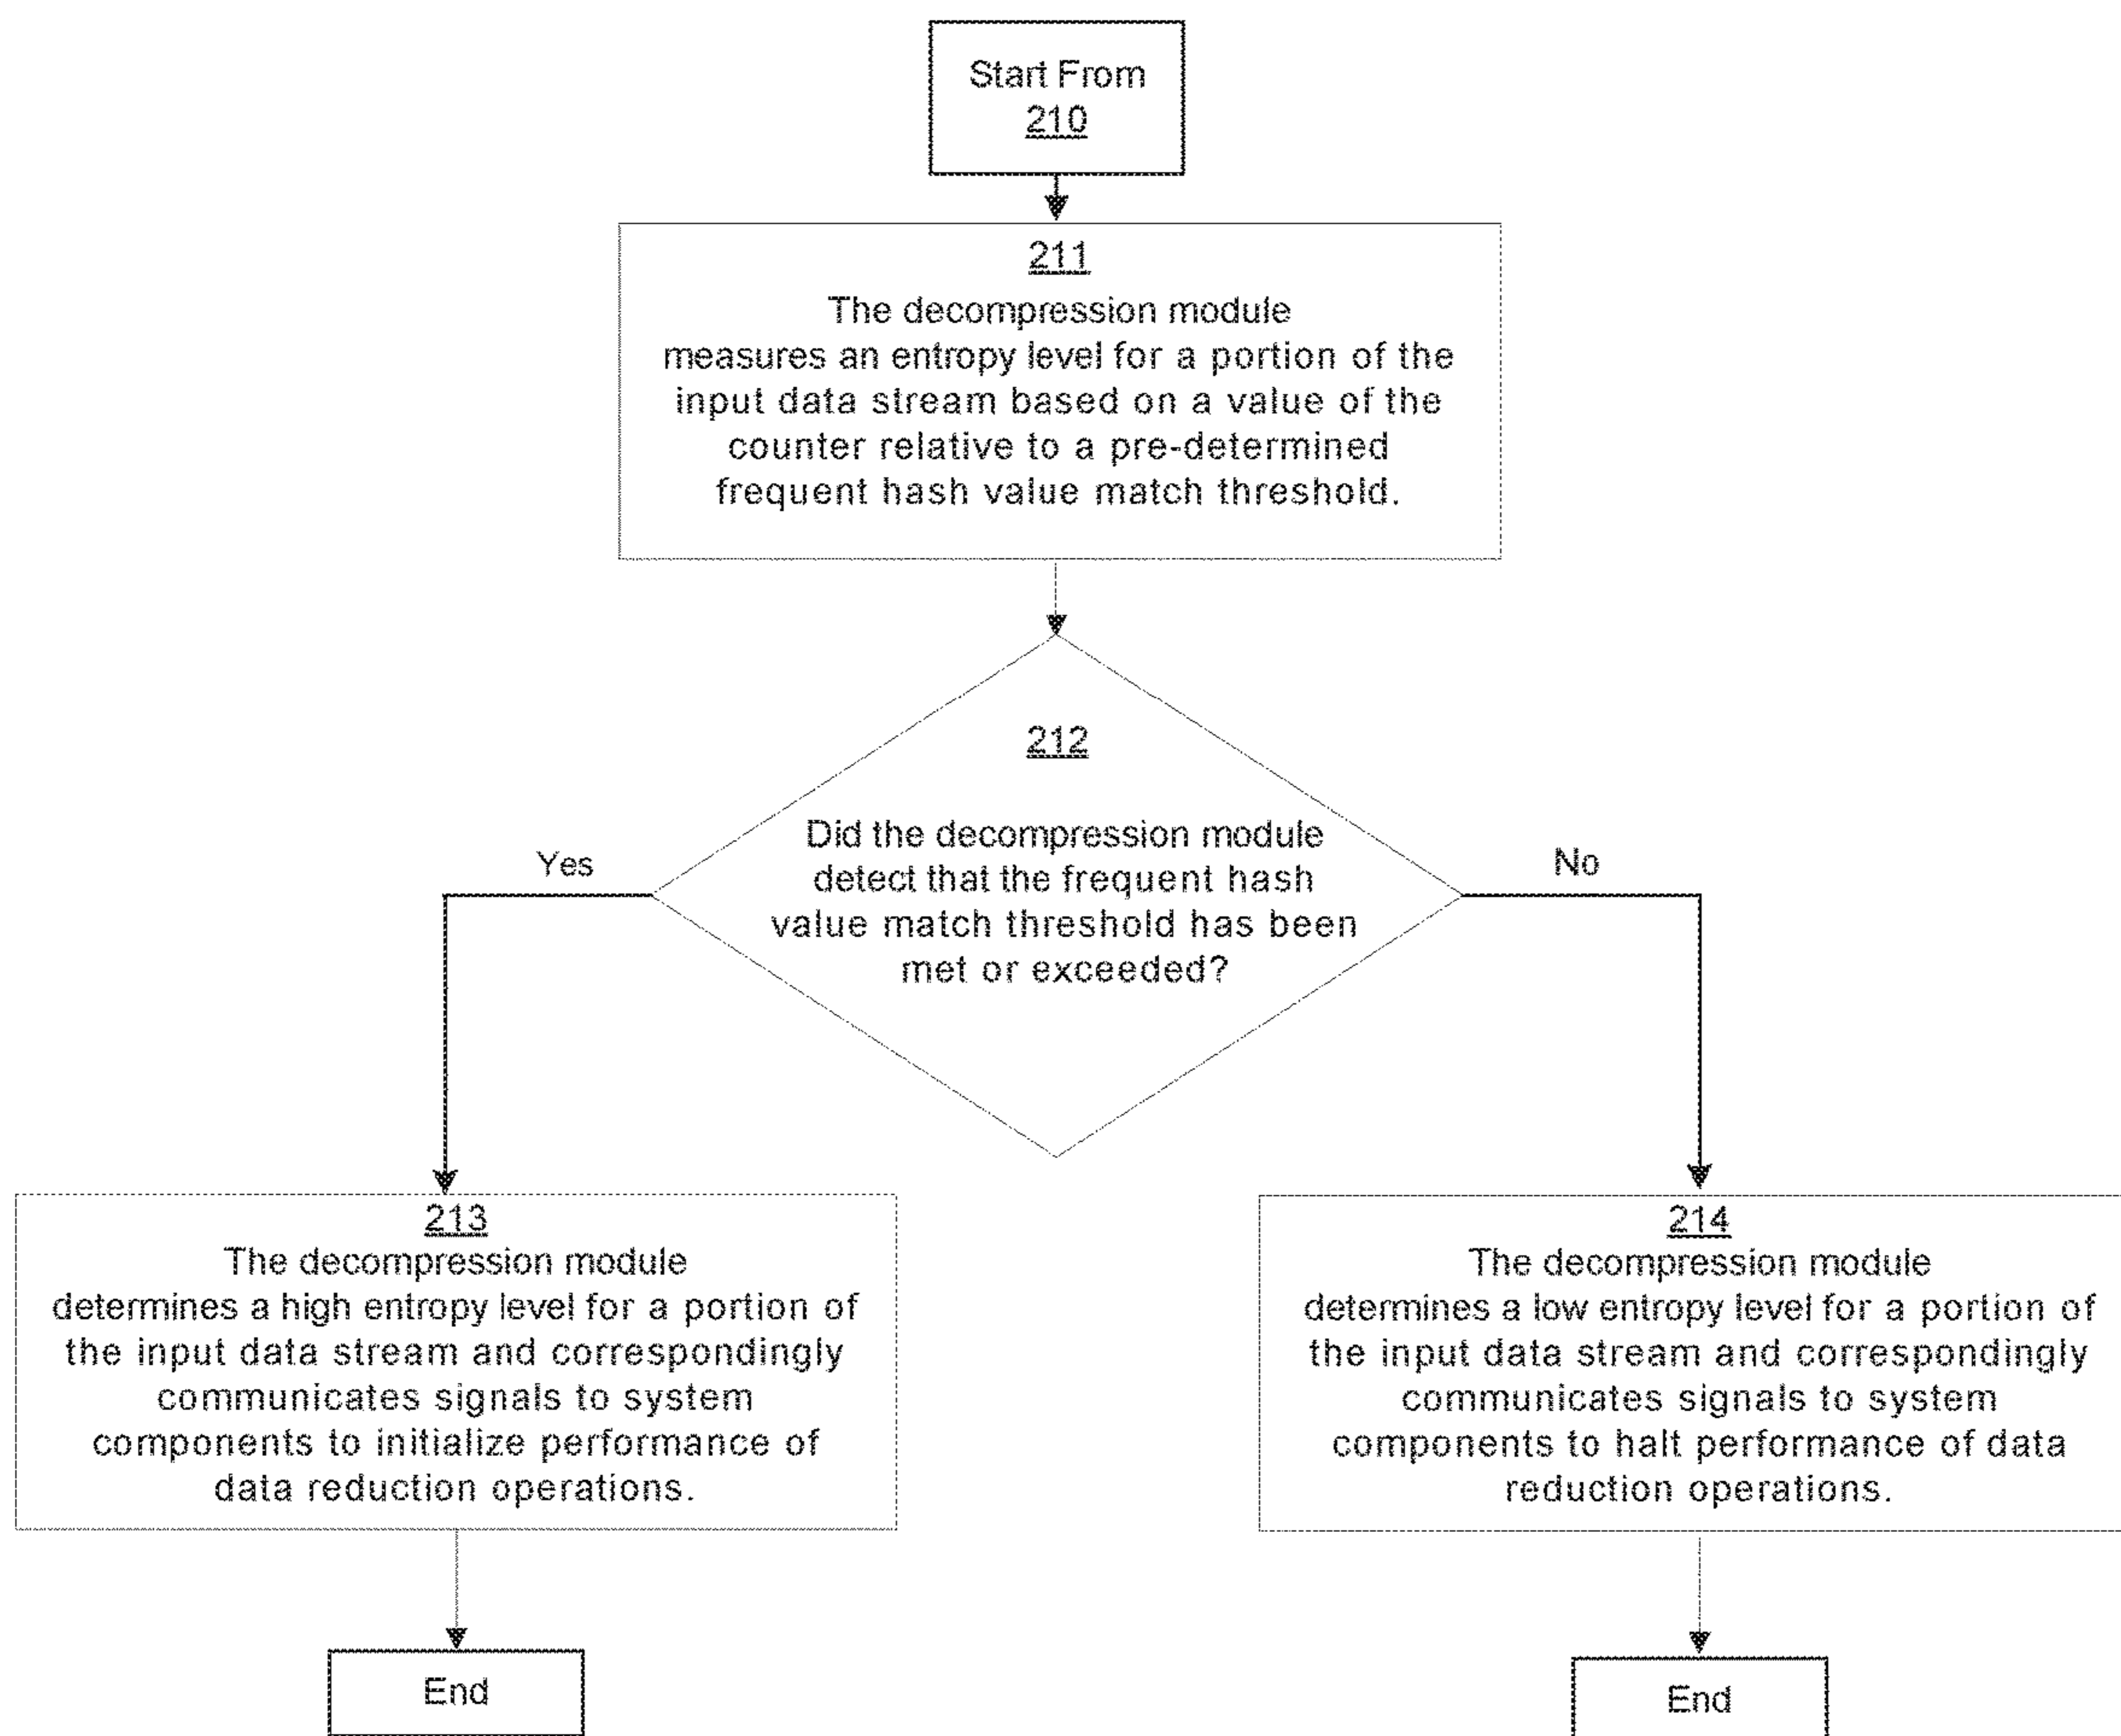 Start From
210
211
The decompression module
measures an entropy level for a portion of the
input data stream based on a value of the
counter relative to a pre-determined
frequent hash value match threshold.
212
Did the decompression module
detect that the frequent hash
value match threshold has been
met or exceeded?
Yes
No
213
The decompression module
determines a high entropy level for a portion of
the input data stream and correspondingly
communicates signals to system
components to initialize performance of
data reduction operations.
214
The decompression module
determines a low entropy level for a portion of
the input data stream and correspondingly
communicates signals to system
components to halt performance of data
reduction operations.
End
End